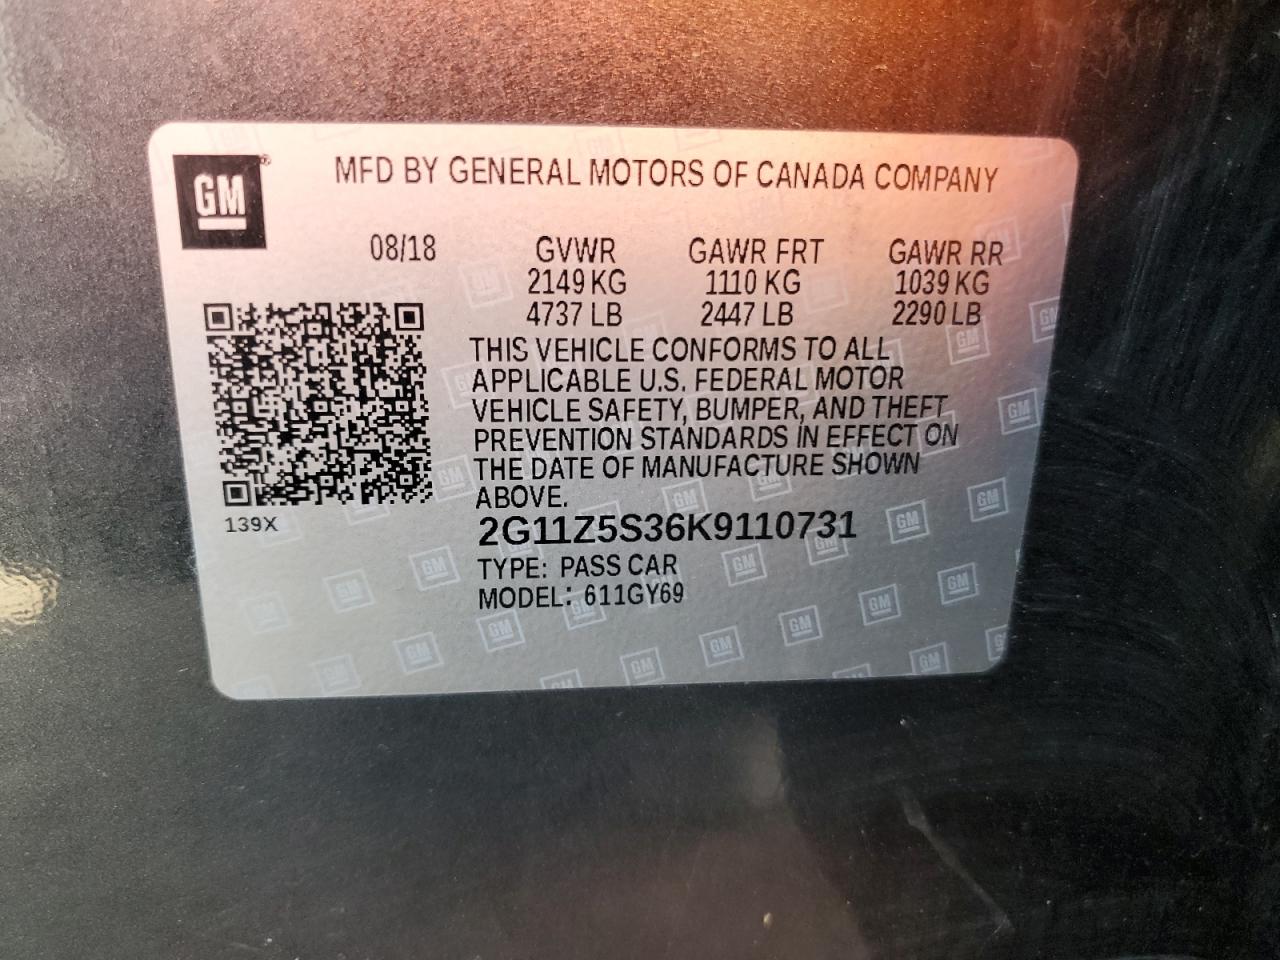 GM
MFD BY GENERAL MOTORS OF CANADA COMPANY
08/18 GVWR GAWR FRT GAWR RR
2149 KG 1110 KG 1039 KG
4737 LB 2447 LB 2290 LB
THIS VEHICLE CONFORMS TO ALL
APPLICABLE U.S. FEDERAL MOTOR
VEHICLE SAFETY, BUMPER, AND THEFT
PREVENTION STANDARDS IN EFFECT ON
THE DATE OF MANUFACTURE SHOWN
ABOVE.
139X
2G11Z5S36K9110731
TYPE: PASS CAR
MODEL: 611GY69